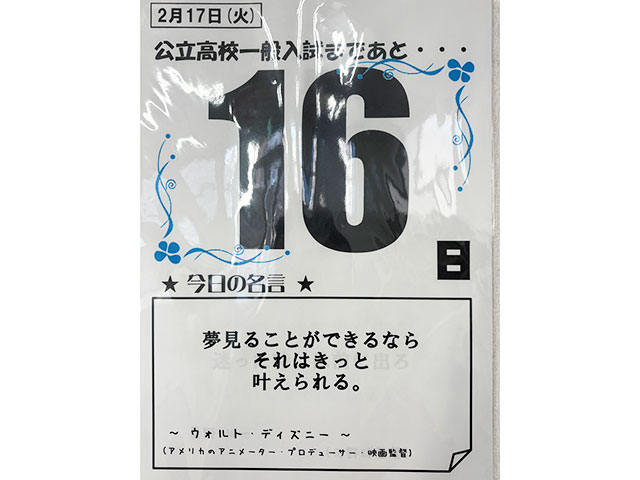 2月17日(火)
公立高校一般入試まであと・・・
16
日
★ 今日の名言 ★
夢見ることができるなら
それはきっと
叶えられる。
~ ウォルト・ディズニー ~
(アメリカのアニメーター・プロデューサー・映画監督)